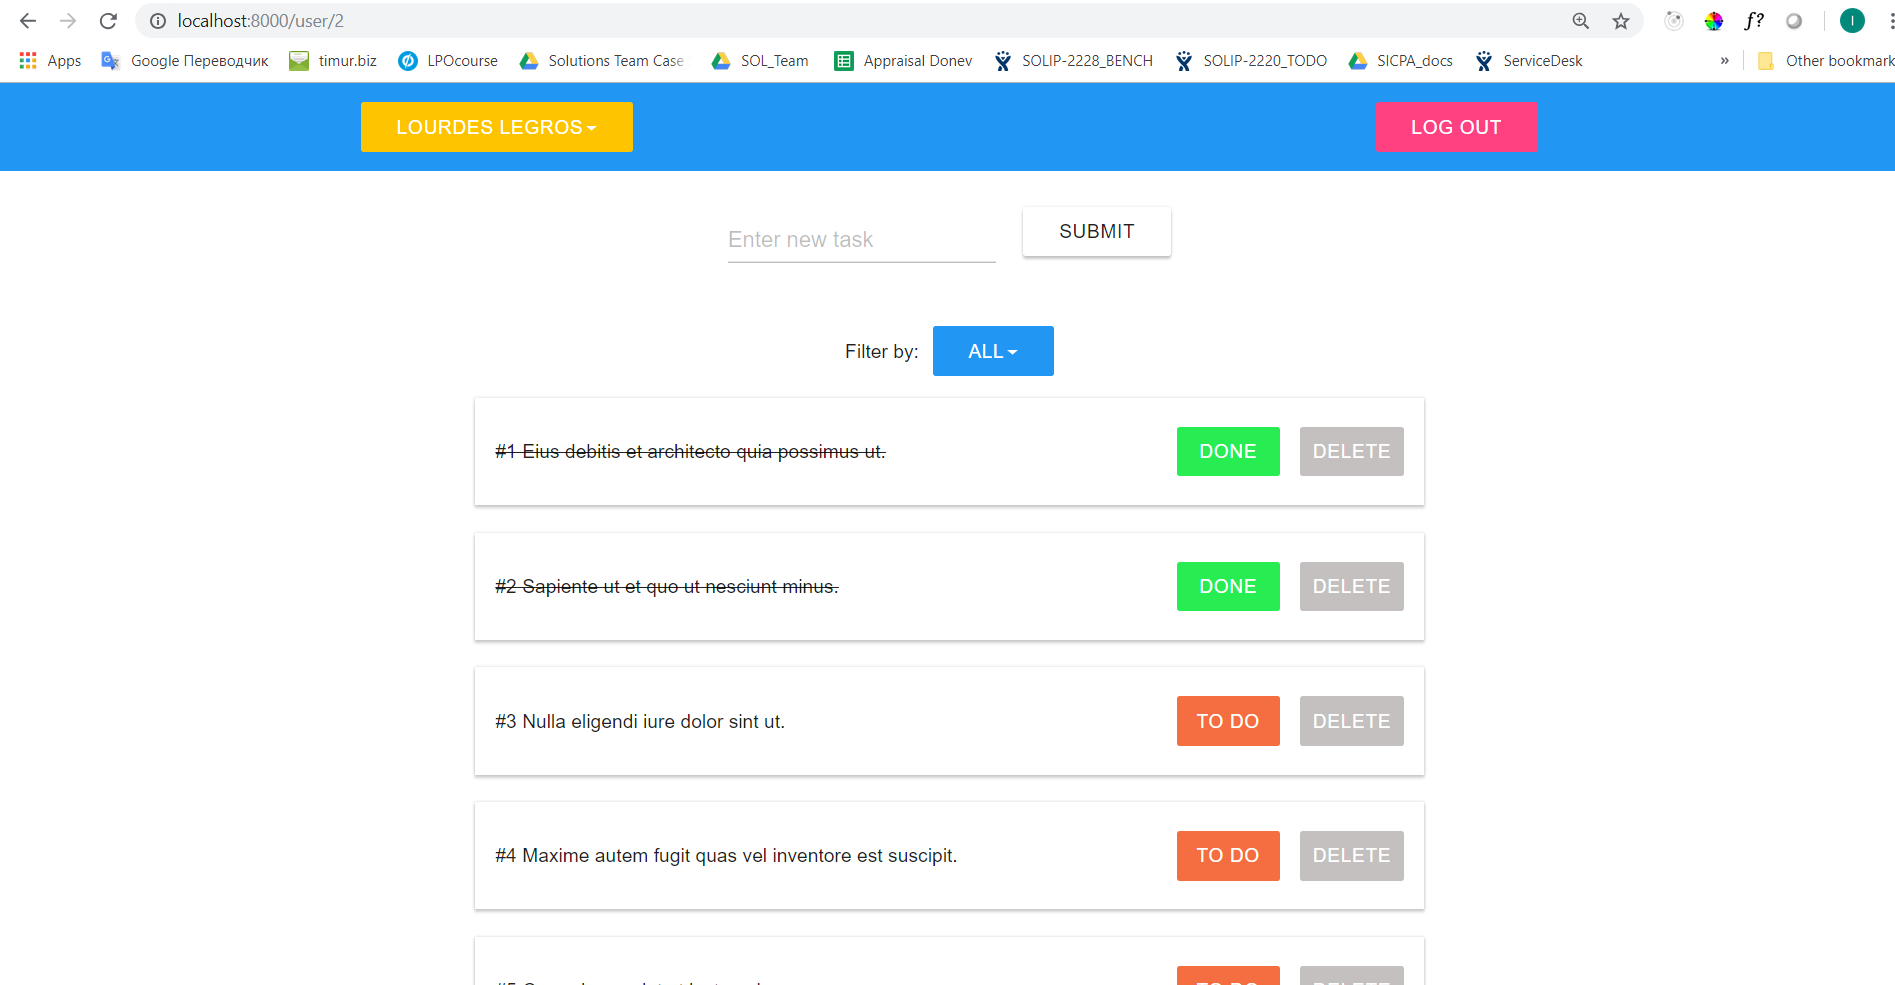 localhost:8000/user/2
f?
I
Apps
Google Переводчик
timur.biz
LPOcourse
Solutions Team Case
SOL_Team
Appraisal Donev
SOLIP-2228_BENCH
SOLIP-2220_TODO
SICPA_docs
ServiceDesk
»
Other bookmark
LOURDES LEGROS
LOG OUT
Enter new task
SUBMIT
Filter by:
ALL
#1 Eius debitis et architecto quia possimus ut.
DONE
DELETE
#2 Sapiente ut et quo ut nesciunt minus.
DONE
DELETE
#3 Nulla eligendi iure dolor sint ut.
TO DO
DELETE
#4 Maxime autem fugit quas vel inventore est suscipit.
TO DO
DELETE
#5
TO DO
DELETE